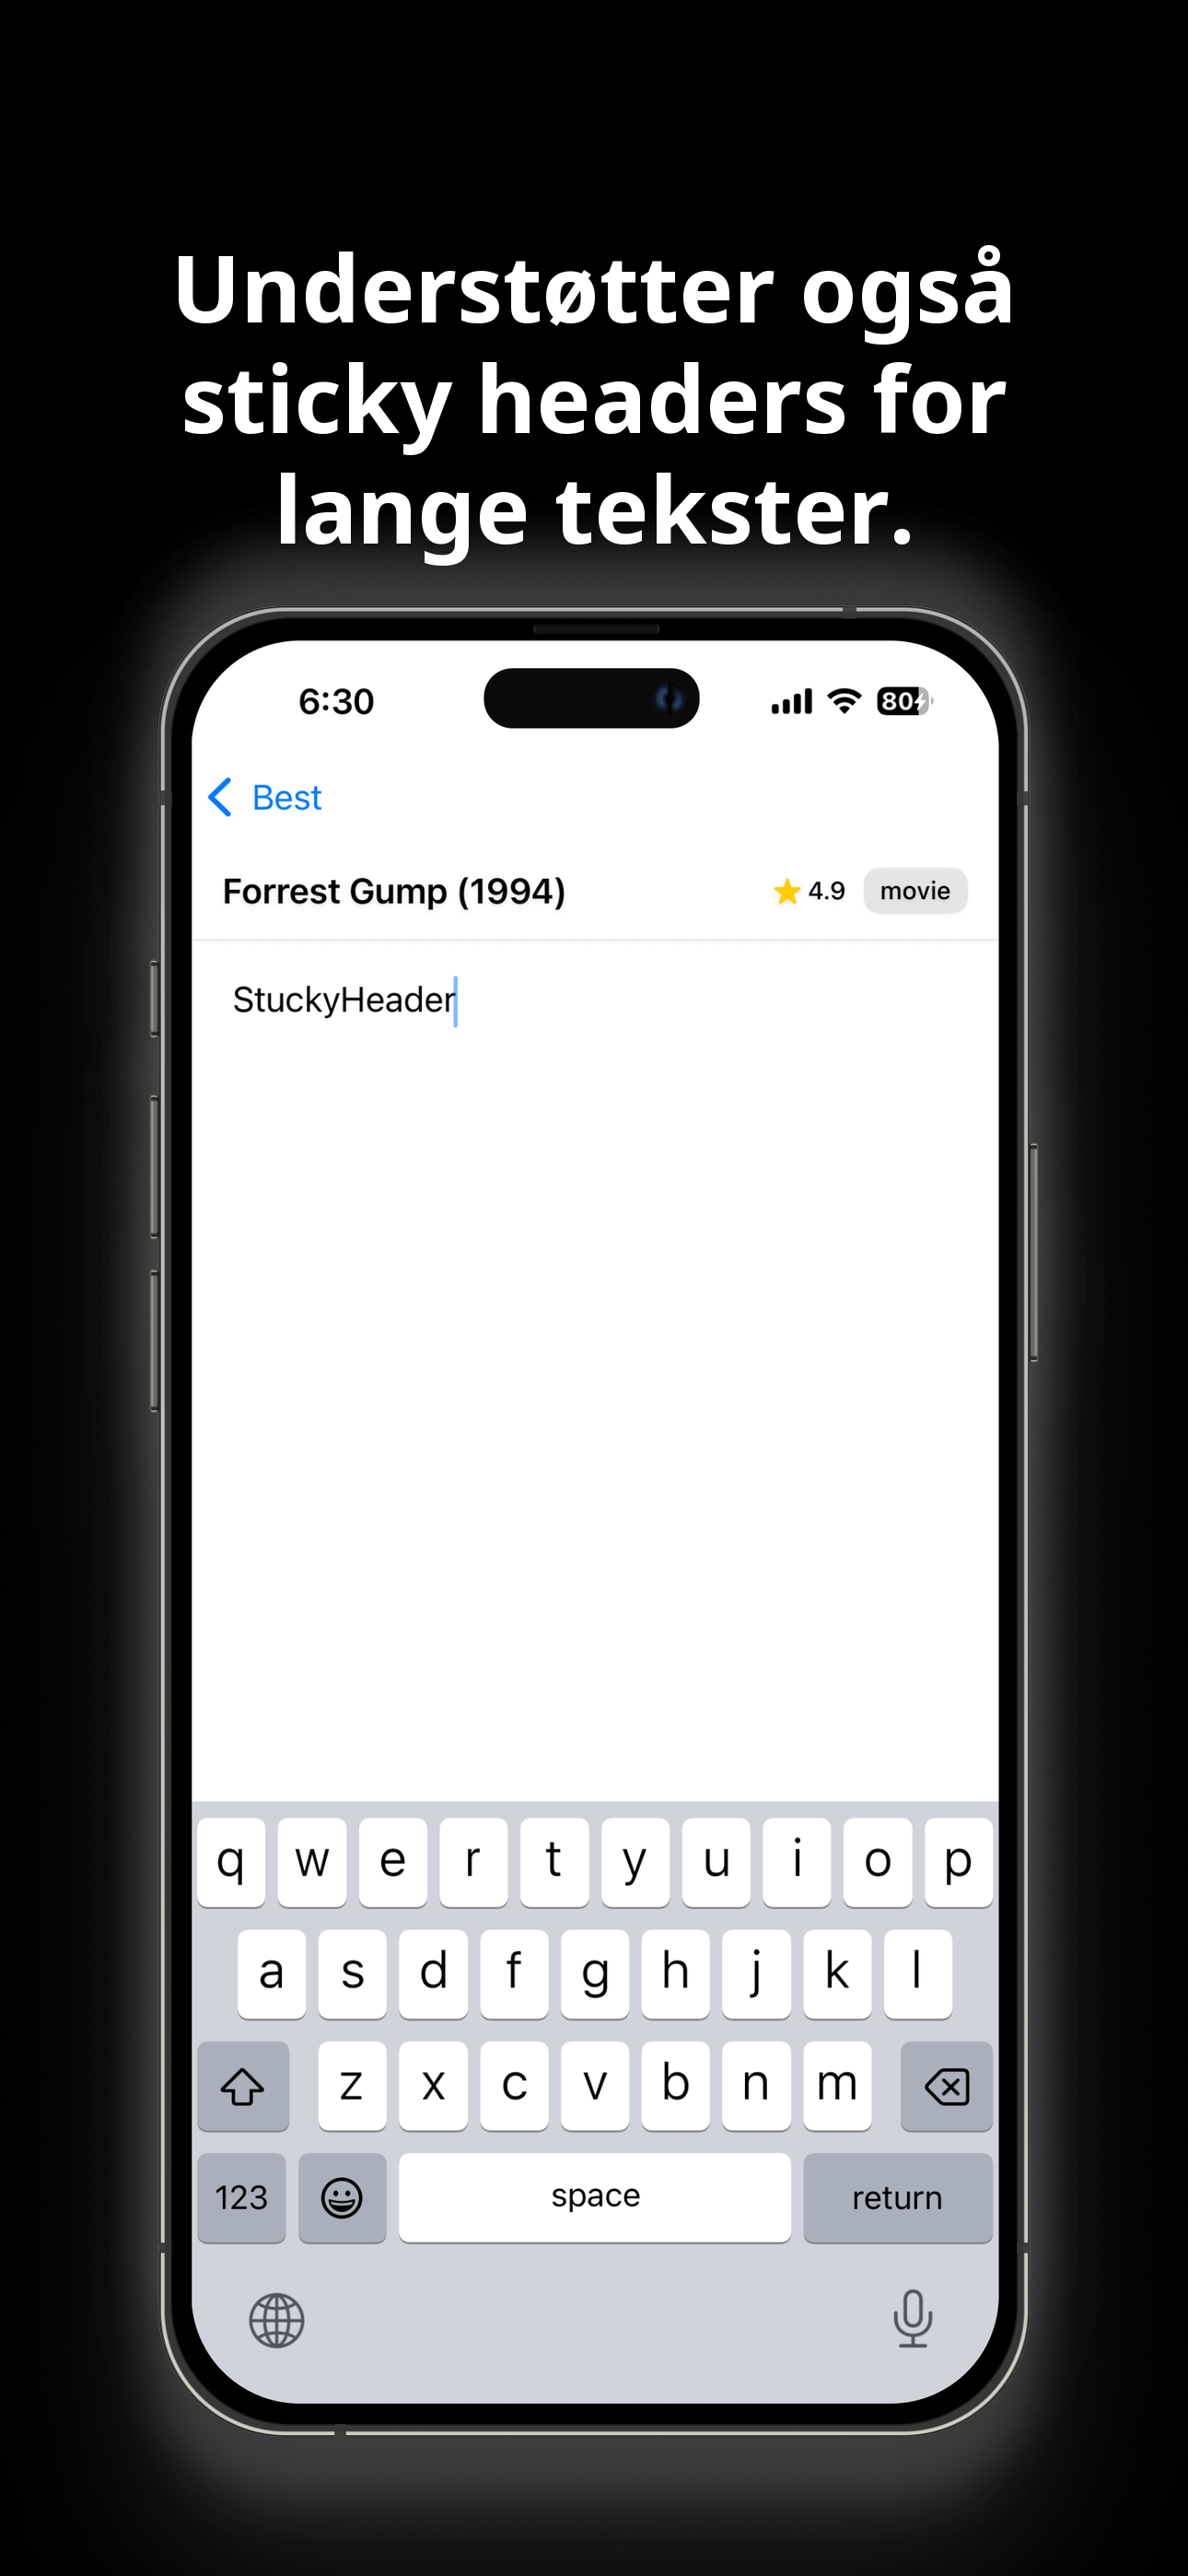 Understøtter også
sticky headers for
lange tekster.
6:30
80
Best
Forrest Gump (1994)
4.9
movie
StuckyHeader
q w e r t y u i o p
a s d f g h j k l
z x c v b n m
123 space return